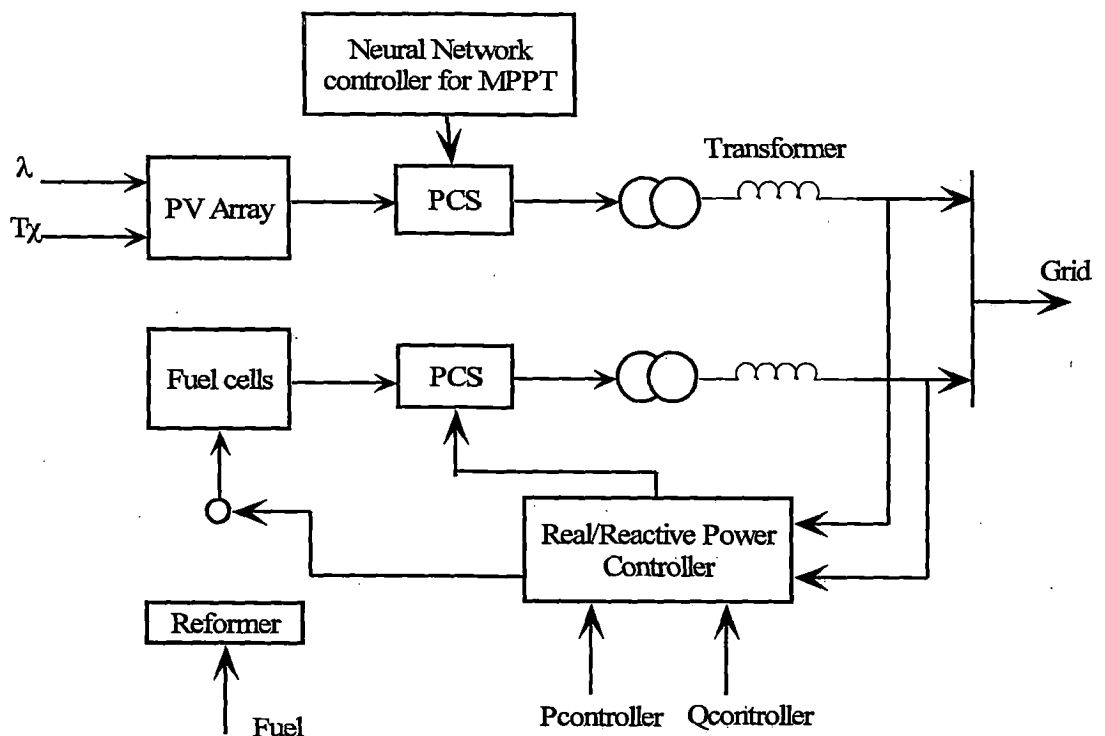 Neural Network
controller for MPPT
Transformer
λ
PV Array
PCS
Tχ
Grid
Fuel cells
PCS
Real/Reactive Power
Controller
Reformer
Pcontroller
Qcontroller
Fuel